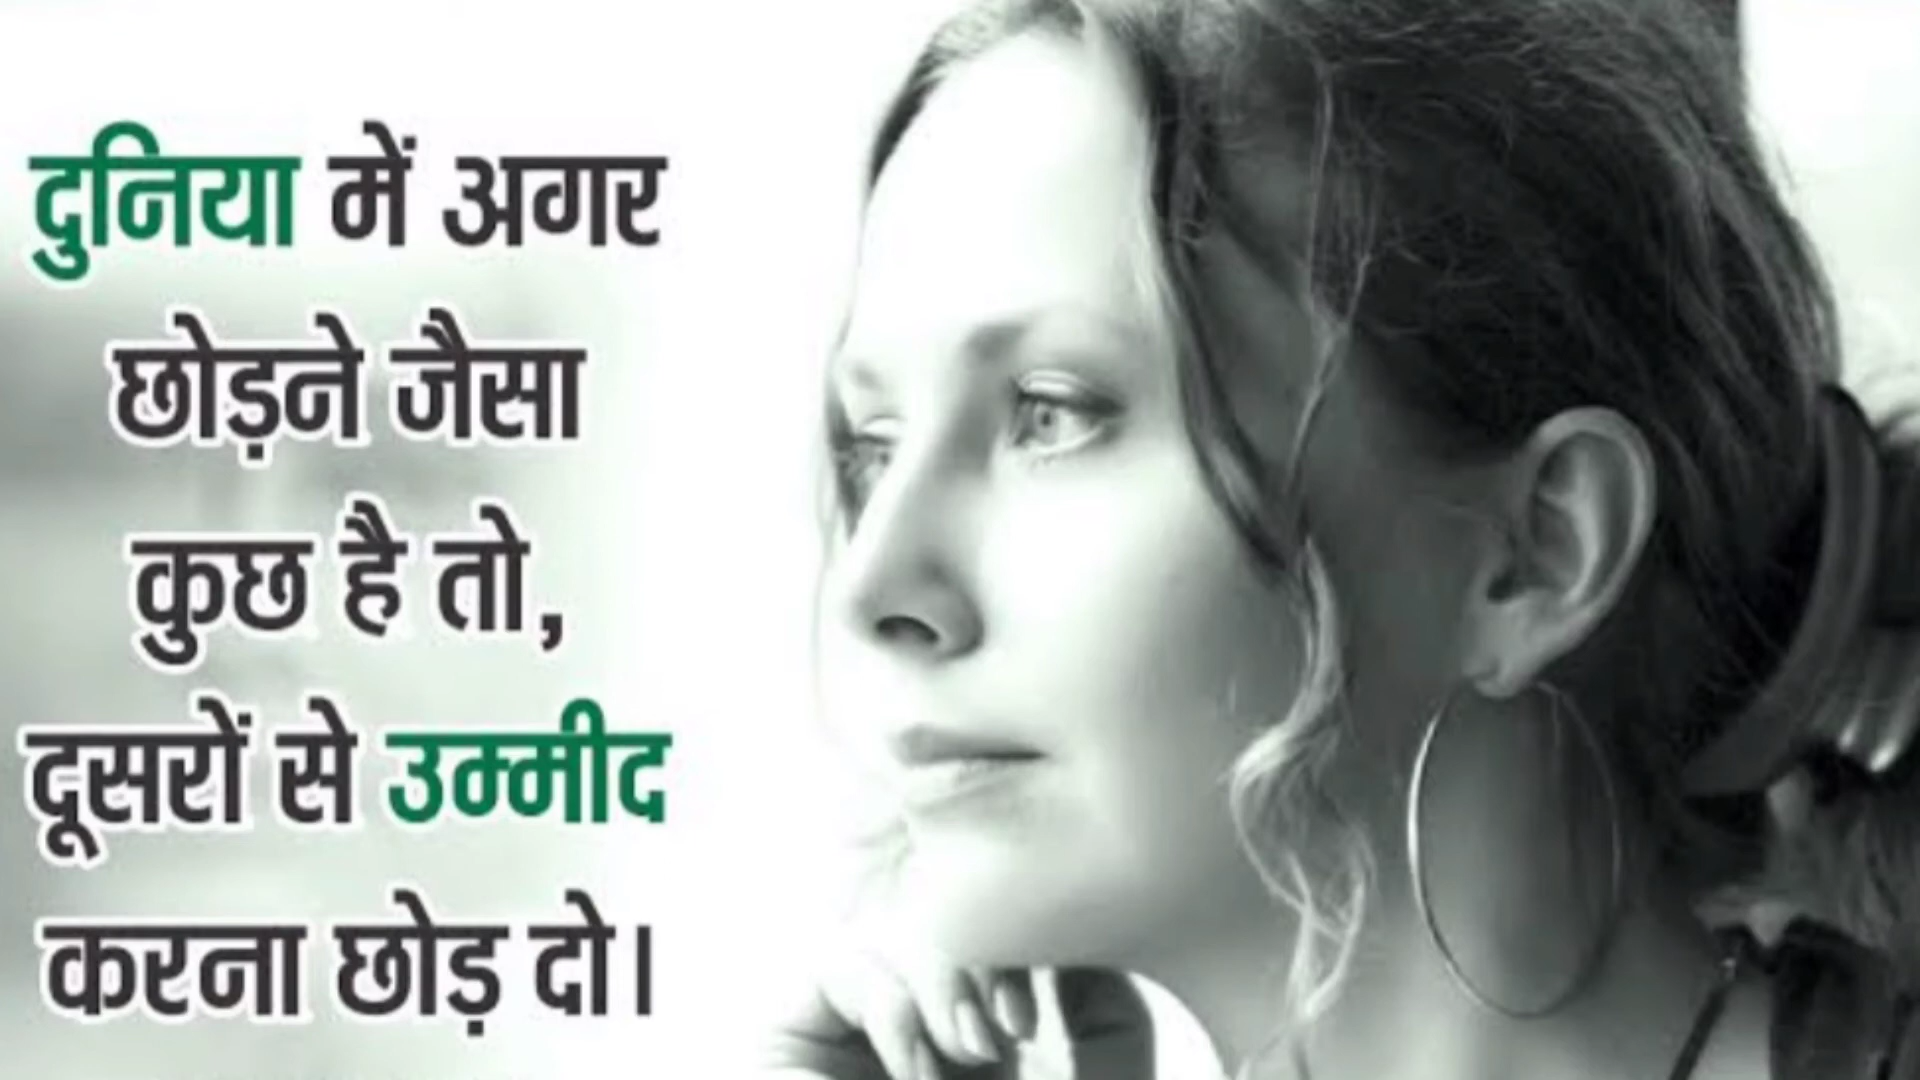 दुनिया में अगर
छोड़ने जैसा
कुछ है तो,
दूसरों से उम्मीद
करना छोड़ दो।